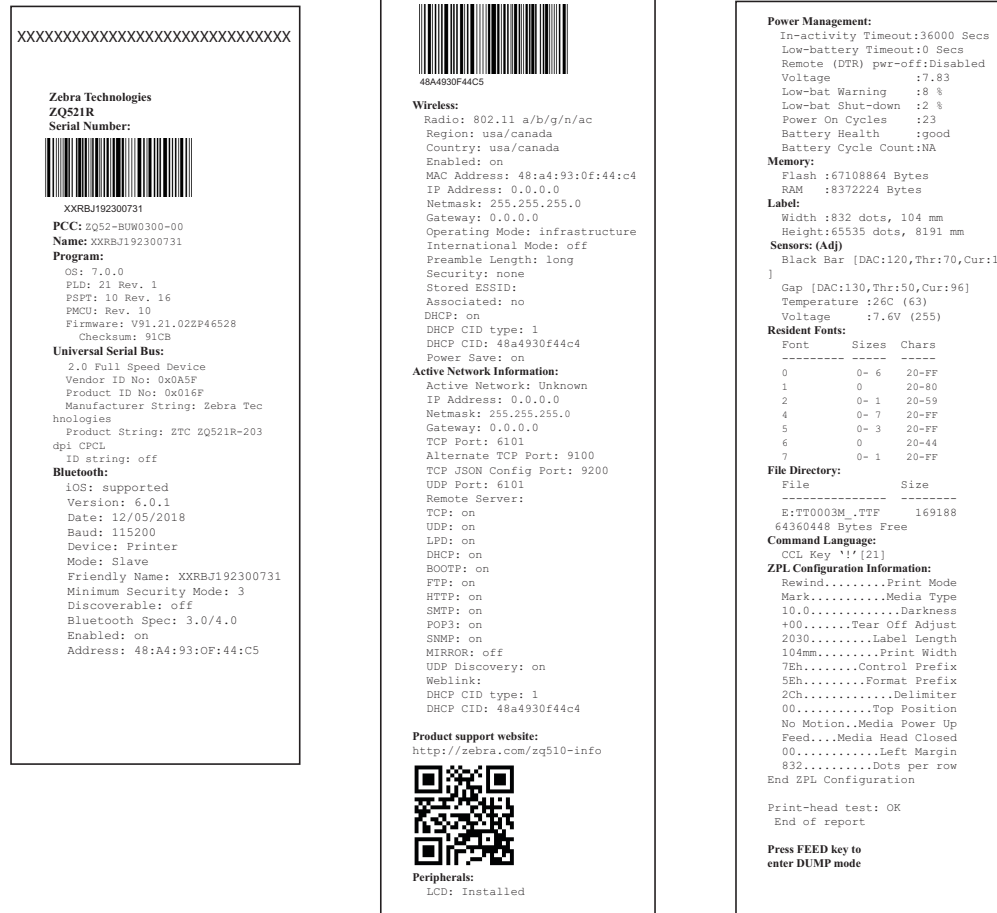 XXXXXXXXXXXXXXXXXXXXXXXXXXXXXX
Zebra Technologies
ZQ521R
Serial Number:
XXRBJ192300731
PCC: ZQ52-BUW0300-00
Name: XXRBJ192300731
Program:
OS: 7.0.0
PLD: 21 Rev. 1
PSPT: 10 Rev. 16
PMCU: Rev. 10
Firmware: V91.21.02ZP46528
Checksum: 91CB
Universal Serial Bus:
2.0 Full Speed Device
Vendor ID No: 0x0A5F
Product ID No: 0x016F
Manufacturer String: Zebra Tec
hnologies
Product String: ZTC ZQ521R-203
dpi CPCL
ID string: off
Bluetooth:
iOS: supported
Version: 6.0.1
Date: 12/05/2018
Baud: 115200
Device: Printer
Mode: Slave
Friendly Name: XXRBJ192300731
Minimum Security Mode: 3
Discoverable: off
Bluetooth Spec: 3.0/4.0
Enabled: on
Address: 48:A4:93:OF:44:C5
48A4930F44C5
Wireless:
Radio: 802.11 a/b/g/n/ac
Region: usa/canada
Country: usa/canada
Enabled: on
MAC Address: 48:a4:93:0f:44:c4
IP Address: 0.0.0.0
Netmask: 255.255.255.0
Gateway: 0.0.0.0
Operating Mode: infrastructure
International Mode: off
Preamble Length: long
Security: none
Stored ESSID:
Associated: no
DHCP: on
DHCP CID type: 1
DHCP CID: 48a4930f44c4
Power Save: on
Active Network Information:
Active Network: Unknown
IP Address: 0.0.0.0
Netmask: 255.255.255.0
Gateway: 0.0.0.0
TCP Port: 6101
Alternate TCP Port: 9100
TCP JSON Config Port: 9200
UDP Port: 6101
Remote Server:
TCP: on
UDP: on
LPD: on
DHCP: on
BOOTP: on
FTP: on
HTTP: on
SMTP: on
POP3: on
SNMP: on
MIRROR: off
UDP Discovery: on
Weblink:
DHCP CID type: 1
DHCP CID: 48a4930f44c4
Product support website:
http://zebra.com/zq510-info
Peripherals:
LCD: Installed
Power Management:
In-activity Timeout:36000 Secs
Low-battery Timeout:0 Secs
Remote (DTR) pwr-off:Disabled
Voltage :7.83
Low-bat Warning :8 %
Low-bat Shut-down :2 %
Power On Cycles :23
Battery Health :good
Battery Cycle Count:NA
Memory:
Flash :67108864 Bytes
RAM :8372224 Bytes
Label:
Width :832 dots, 104 mm
Height:65535 dots, 8191 mm
Sensors: (Adj)
Black Bar [DAC:120,Thr:70,Cur:1
]
Gap [DAC:130,Thr:50,Cur:96]
Temperature :26C (63)
Voltage :7.6V (255)
Resident Fonts:
Font Sizes Chars
--------- ----- -----
0 0- 6 20-FF
1 0 20-80
2 0- 1 20-59
4 0- 7 20-FF
5 0- 3 20-FF
6 0 20-44
7 0- 1 20-FF
File Directory:
File Size
--------------- --------
E:TT0003M_.TTF 169188
64360448 Bytes Free
Command Language:
CCL Key '!' [21]
ZPL Configuration Information:
Rewind.........Print Mode
Mark...........Media Type
10.0.............Darkness
+00.......Tear Off Adjust
2030.........Label Length
104mm.........Print Width
7Eh........Control Prefix
5Eh.........Format Prefix
2Ch.............Delimiter
00...........Top Position
No Motion..Media Power Up
Feed....Media Head Closed
00............Left Margin
832..........Dots per row
End ZPL Configuration
Print-head test: OK
End of report
Press FEED key to
enter DUMP mode